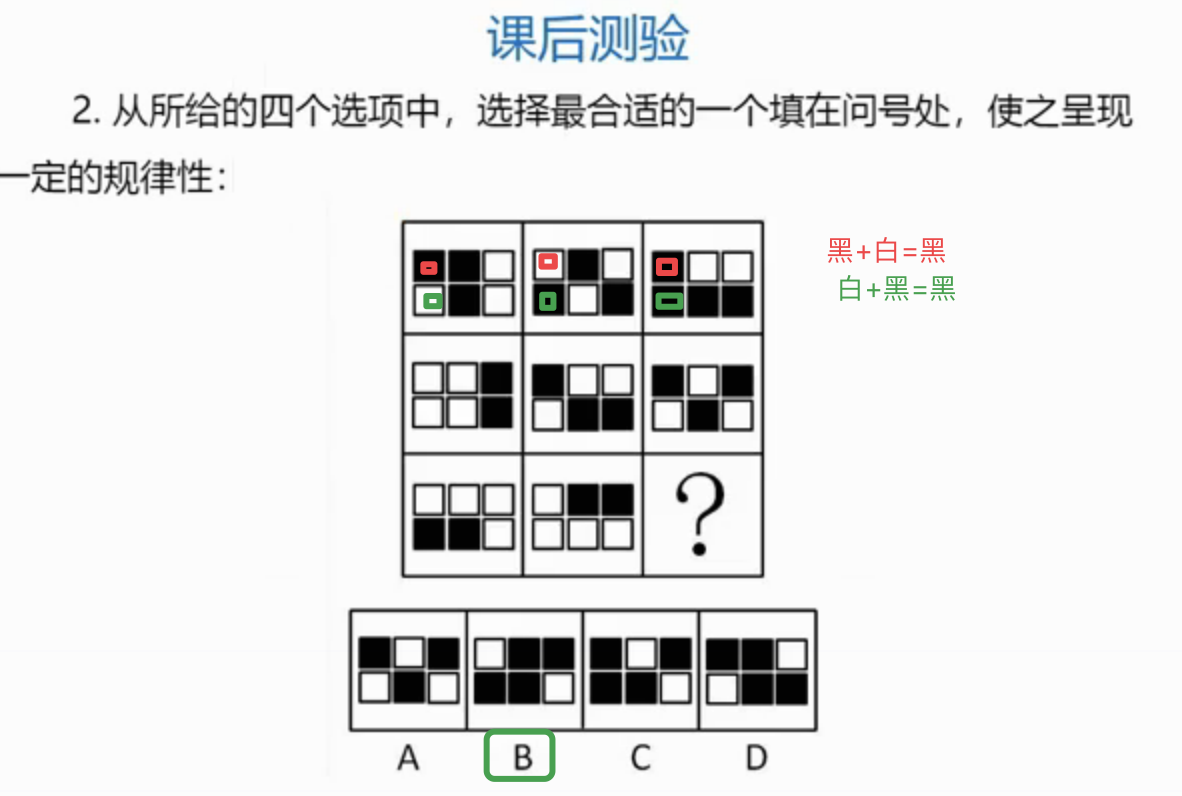 课后测验
2. 从所给的四个选项中，选择最合适的一个填在问号处，使之呈现
一定的规律性：
黑+白=黑
白+黑=黑
?
A B C D